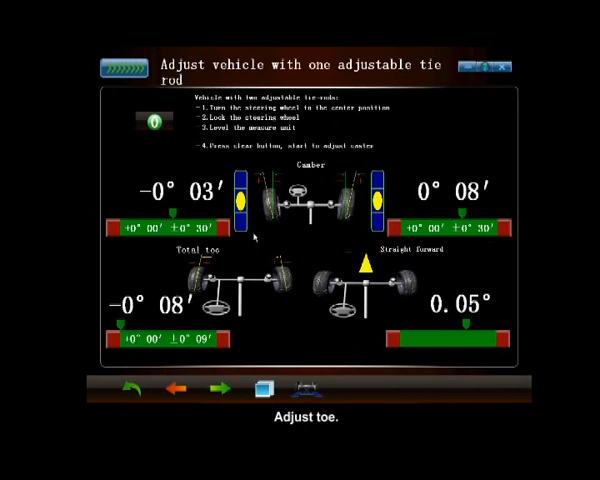 Adjust vehicle with one adjustable tie
rod
Vehicle with two adjustable tie-rods:
-1.Turn the steering wheel to the center position
-2.Lock the steering wheel
-3.Level the measure unit
-4.Press clear button, start to adjust caster
0
Camber
-0° 03′
0° 08′
+0° 00′ ±0° 30′
+0° 00′ ±0° 30′
Total toe
Straight forward
-0° 08′
0.05°
+0° 00′ ±0° 09′
Adjust toe.